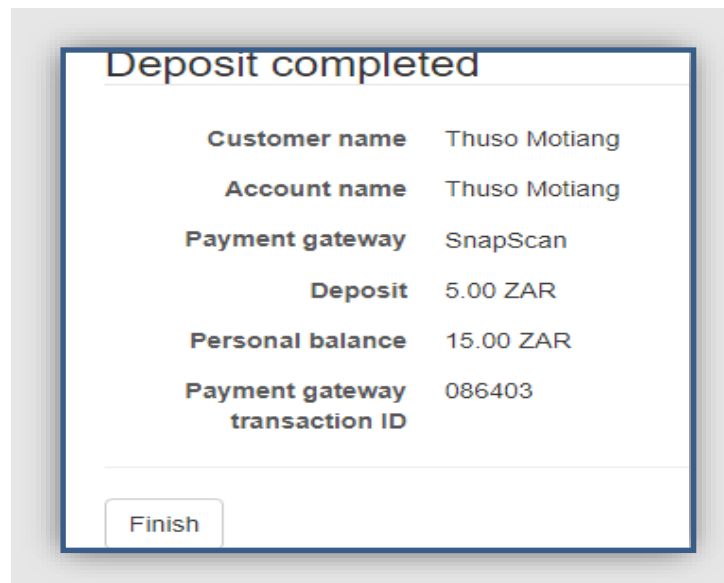 Deposit completed
Customer name Thuso Motiang
Account name Thuso Motiang
Payment gateway SnapScan
Deposit 5.00 ZAR
Personal balance 15.00 ZAR
Payment gateway 086403
transaction ID
Finish